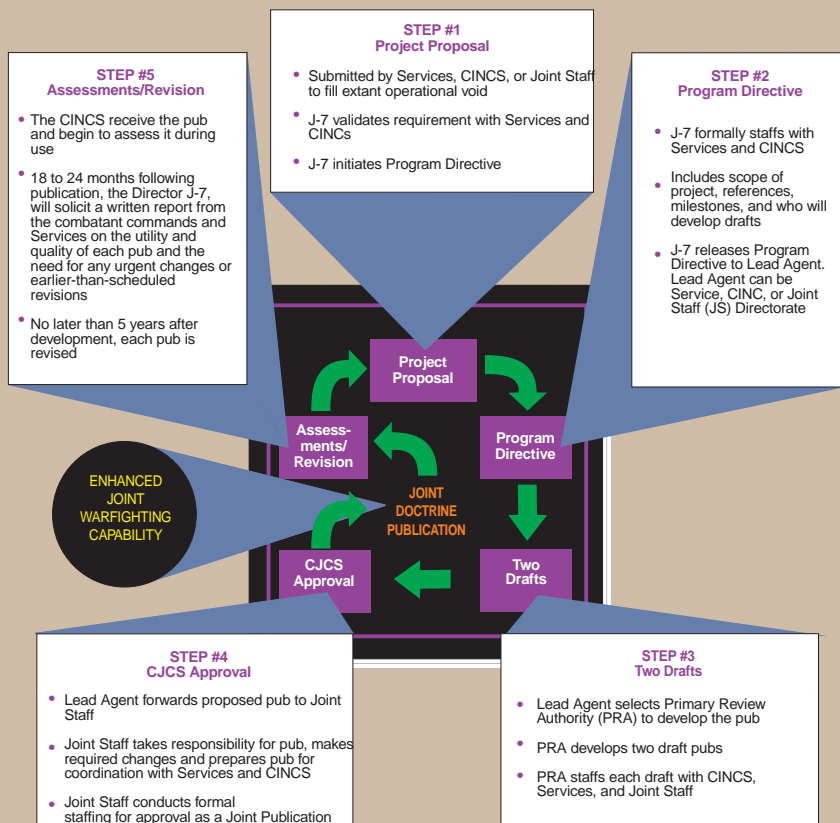 STEP #1
Project Proposal
• Submitted by Services, CINCS, or Joint Staff
to fill extant operational void
• J-7 validates requirement with Services and
CINCs
• J-7 initiates Program Directive
STEP #5
Assessments/Revision
• The CINCS receive the pub
and begin to assess it during
use
• 18 to 24 months following
publication, the Director J-7,
will solicit a written report from
the combatant commands and
Services on the utility and
quality of each pub and the
need for any urgent changes or
earlier-than-scheduled
revisions
• No later than 5 years after
development, each pub is
revised
STEP #2
Program Directive
• J-7 formally staffs with
Services and CINCS
• Includes scope of
project, references,
milestones, and who will
develop drafts
• J-7 releases Program
Directive to Lead Agent.
Lead Agent can be
Service, CINC, or Joint
Staff (JS) Directorate
Project
Proposal
Assess-
ments/
Revision
Program
Directive
ENHANCED
JOINT
WARFIGHTING
CAPABILITY
JOINT
DOCTRINE
PUBLICATION
CJCS
Approval
Two
Drafts
STEP #4
CJCS Approval
• Lead Agent forwards proposed pub to Joint
Staff
• Joint Staff takes responsibility for pub, makes
required changes and prepares pub for
coordination with Services and CINCS
• Joint Staff conducts formal
staffing for approval as a Joint Publication
STEP #3
Two Drafts
• Lead Agent selects Primary Review
Authority (PRA) to develop the pub
• PRA develops two draft pubs
• PRA staffs each draft with CINCS,
Services, and Joint Staff